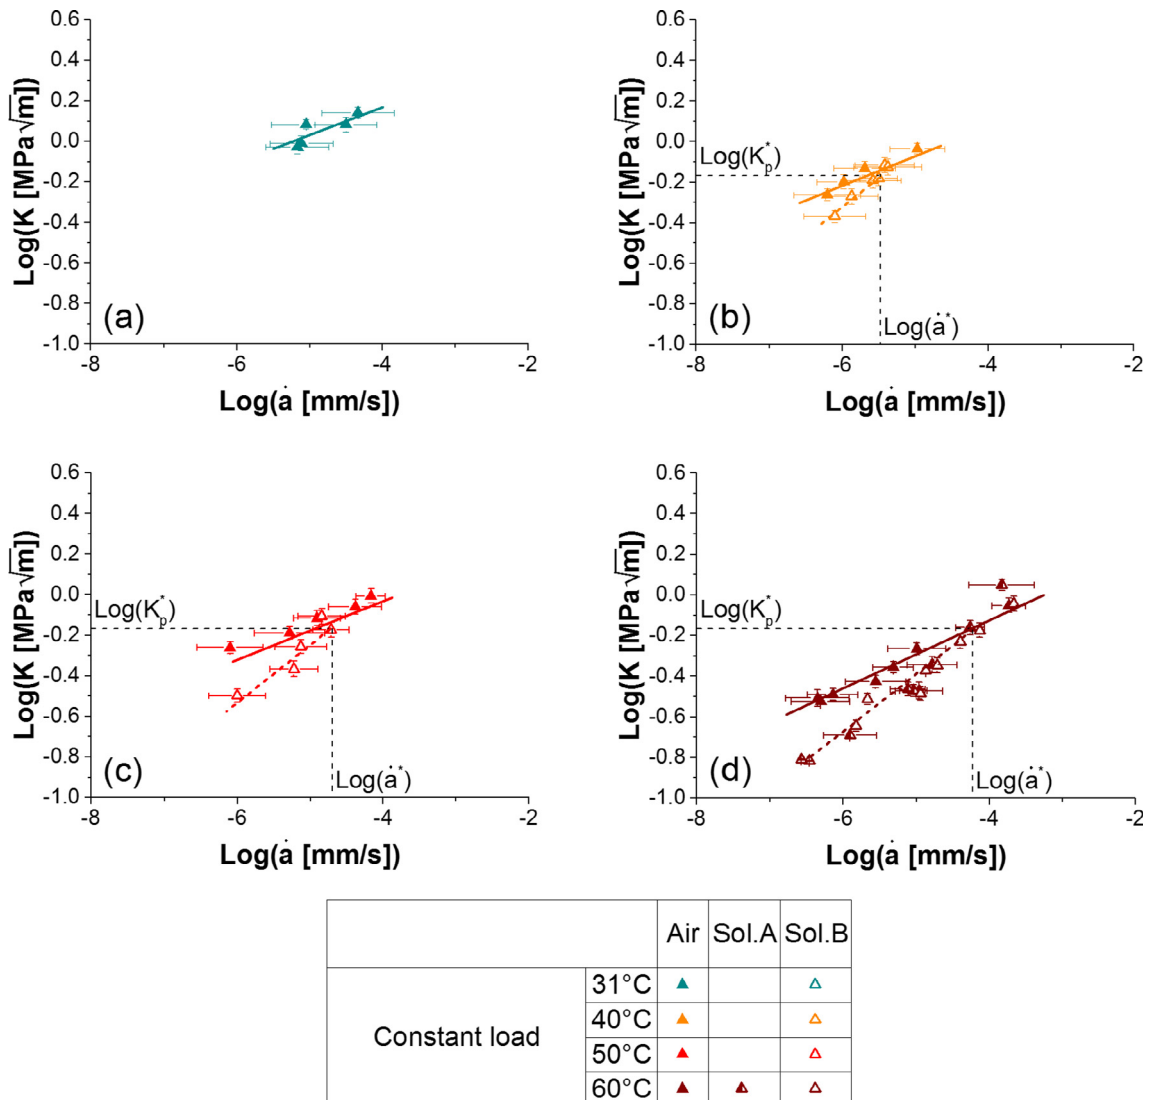 0.6
0.4
0.2
0.0
-0.2
-0.4
-0.6
-0.8
-1.0
Log(K [MPa√m])
(a)
-8 -6 -4 -2
Log(ȧ [mm/s])
0.6
0.4
0.2
0.0
-0.2
-0.4
-0.6
-0.8
-1.0
Log(K [MPa√m])
Log(K*p)
Log(ȧ*)
(b)
-8 -6 -4 -2
Log(ȧ [mm/s])
0.6
0.4
0.2
0.0
-0.2
-0.4
-0.6
-0.8
-1.0
Log(K [MPa√m])
Log(K*p)
Log(ȧ*)
(c)
-8 -6 -4 -2
Log(ȧ [mm/s])
0.6
0.4
0.2
0.0
-0.2
-0.4
-0.6
-0.8
-1.0
Log(K [MPa√m])
Log(K*p)
Log(ȧ*)
(d)
-8 -6 -4 -2
Log(ȧ [mm/s])
Air Sol.A Sol.B
Constant load
31°C
40°C
50°C
60°C